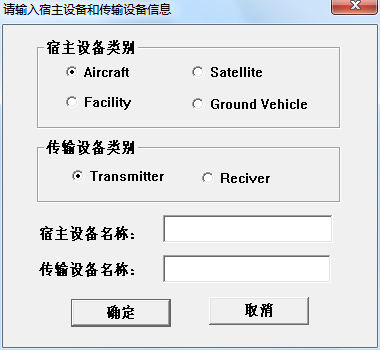 请输入宿主设备和传输设备信息
宿主设备类别
Aircraft Satellite
Facility Ground Vehicle
传输设备类别
Transmitter Reciver
宿主设备名称：
传输设备名称：
确定 取消